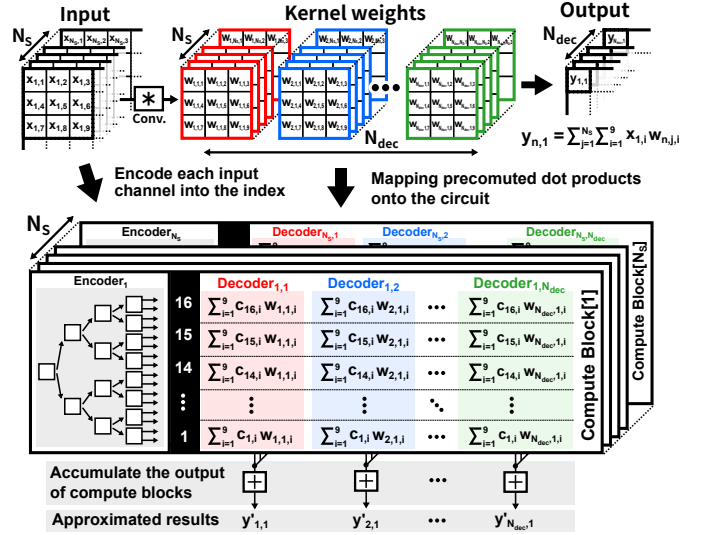 Input
Kernel weights
Output
N_S
N_S
N_dec
x_{N_S,1} x_{N_S,2} x_{N_S,3}
x_{1,1} x_{1,2} x_{1,3}
x_{1,4} x_{1,5} x_{1,6}
x_{1,7} x_{1,8} x_{1,9}
*
Conv.
w_{1,1,1} w_{1,1,2} w_{1,1,3}
w_{1,1,4} w_{1,1,5} w_{1,1,6}
w_{1,1,7} w_{1,1,8} w_{1,1,9}
w_{2,1,1} w_{2,1,2} w_{2,1,3}
w_{2,1,4} w_{2,1,5} w_{2,1,6}
w_{2,1,7} w_{2,1,8} w_{2,1,9}
•••
y_{1,1}
N_dec
y_{n,1} = ∑_{j=1}^{N_S} ∑_{i=1}^{9} x_{1,i} w_{n,j,i}
Encode each input
channel into the index
Mapping precomuted dot products
onto the circuit
N_S
Encoder_{N_S} Decoder_{N_S,1} Decoder_{N_S,2} Decoder_{N_S,N_dec}
Compute Block[N_S]
Encoder_1 Decoder_{1,1} Decoder_{1,2} Decoder_{1,N_dec}
16 ∑_{i=1}^{9} c_{16,i} w_{1,1,i} ∑_{i=1}^{9} c_{16,i} w_{2,1,i} ••• ∑_{i=1}^{9} c_{16,i} w_{N_dec,1,i}
15 ∑_{i=1}^{9} c_{15,i} w_{1,1,i} ∑_{i=1}^{9} c_{15,i} w_{2,1,i} ••• ∑_{i=1}^{9} c_{15,i} w_{N_dec,1,i}
14 ∑_{i=1}^{9} c_{14,i} w_{1,1,i} ∑_{i=1}^{9} c_{14,i} w_{2,1,i} ••• ∑_{i=1}^{9} c_{14,i} w_{N_dec,1,i}
⋮ ⋮ ⋮ ⋱ ⋮
1 ∑_{i=1}^{9} c_{1,i} w_{1,1,i} ∑_{i=1}^{9} c_{1,i} w_{2,1,i} ••• ∑_{i=1}^{9} c_{1,i} w_{N_dec,1,i}
Compute Block[1]
Accumulate the output
of compute blocks
+ + ••• +
Approximated results y'_{1,1} y'_{2,1} ••• y'_{N_dec,1}